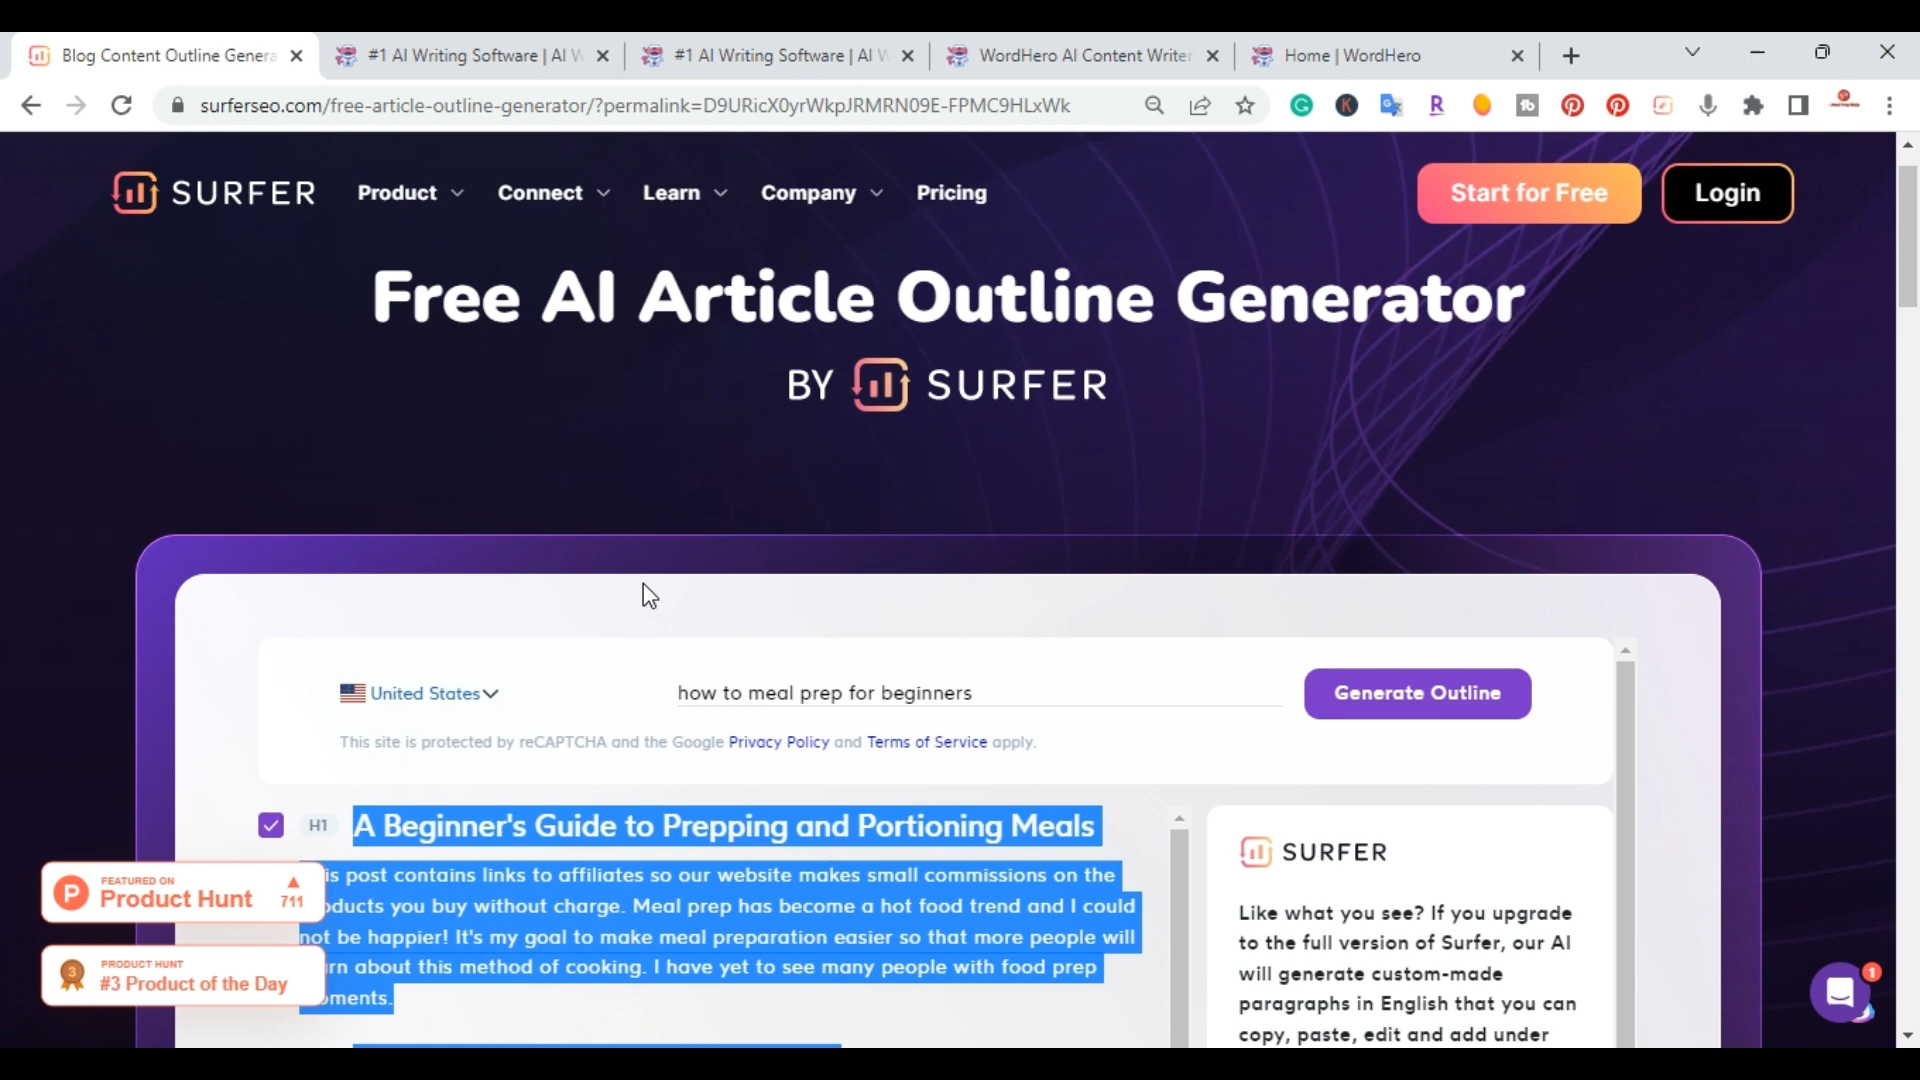 Blog Content Outline Genera
#1 AI Writing Software | AI W
#1 AI Writing Software | AI W
WordHero AI Content Writer
Home | WordHero
surferseo.com/free-article-outline-generator/?permalink=D9URicX0yrWkpJRMRN09E-FPMC9HLxWk
SURFER
Product
Connect
Learn
Company
Pricing
Start for Free
Login
Free AI Article Outline Generator
BY SURFER
United States
how to meal prep for beginners
Generate Outline
This site is protected by reCAPTCHA and the Google Privacy Policy and Terms of Service apply.
H1 A Beginner's Guide to Prepping and Portioning Meals
is post contains links to affiliates so our website makes small commissions on the
ducts you buy without charge. Meal prep has become a hot food trend and I could
not be happier! It's my goal to make meal preparation easier so that more people will
rn about this method of cooking. I have yet to see many people with food prep
ments.
FEATURED ON
Product Hunt
711
3
PRODUCT HUNT
#3 Product of the Day
SURFER
Like what you see? If you upgrade
to the full version of Surfer, our AI
will generate custom-made
paragraphs in English that you can
copy, paste, edit and add under
1